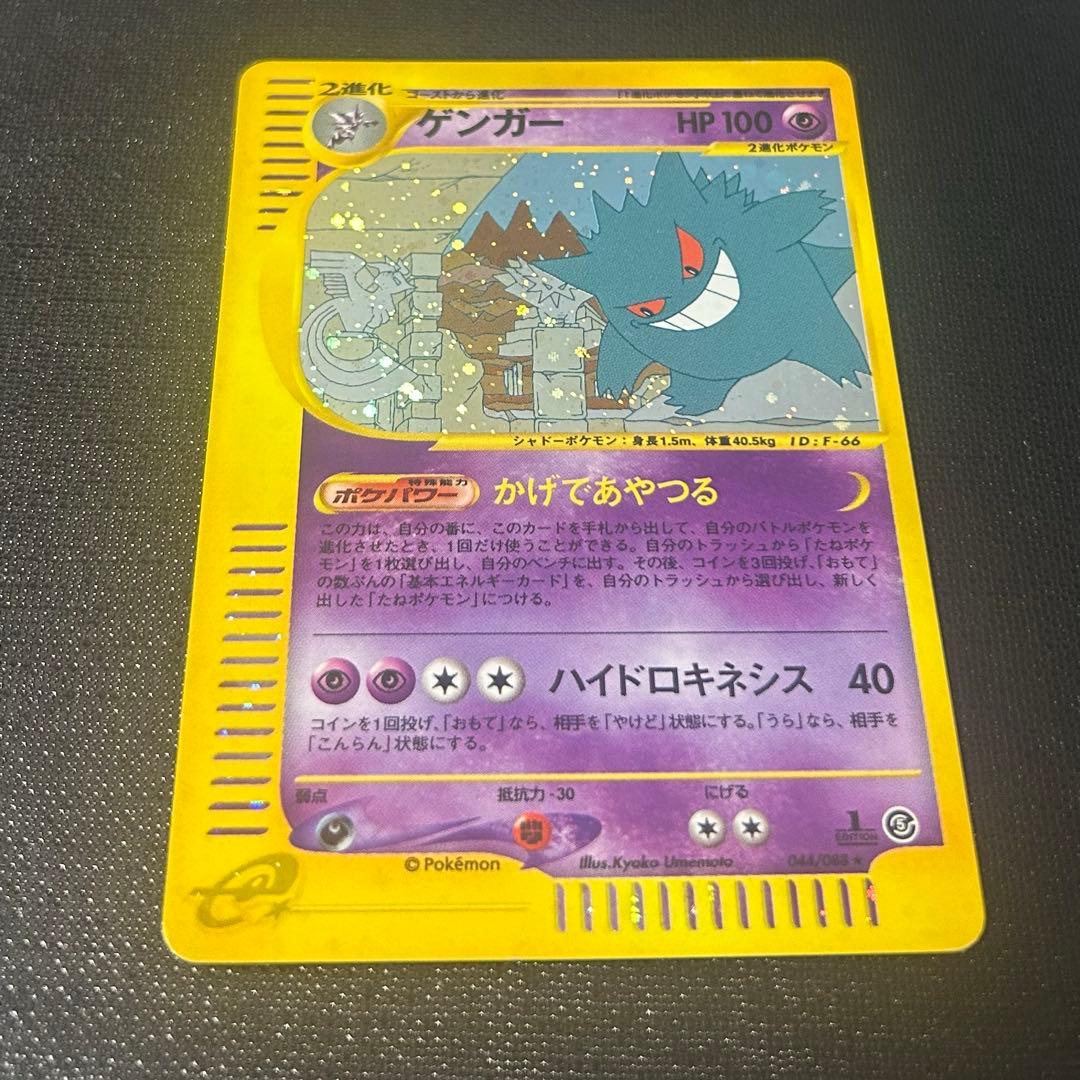 2進化
ゴーストから進化
ゲンガー
HP 100
2進化ポケモン
シャドーポケモン：身長1.5m、体重40.5kg ID：F-66
特殊能力
ポケパワー
かげであやつる
この力は、自分の番に、このカードを手札から出して、自分のバトルポケモンを
進化させたとき、1回だけ使うことができる。自分のトラッシュから「たねポケ
モン」を1枚選び出し、自分のベンチに出す。その後、コインを3回投げ、「おもて」
の数ぶんの「基本エネルギーカード」を、自分のトラッシュから選び出し、新しく
出した「たねポケモン」につける。
ハイドロキネシス 40
コインを1回投げ、「おもて」なら、相手を「やけど」状態にする。「うら」なら、相手を
「こんらん」状態にする。
弱点 抵抗力-30 にげる
1
EDITION
5
© Pokémon Illus.Kyoko Umemoto 044/088 ★
e